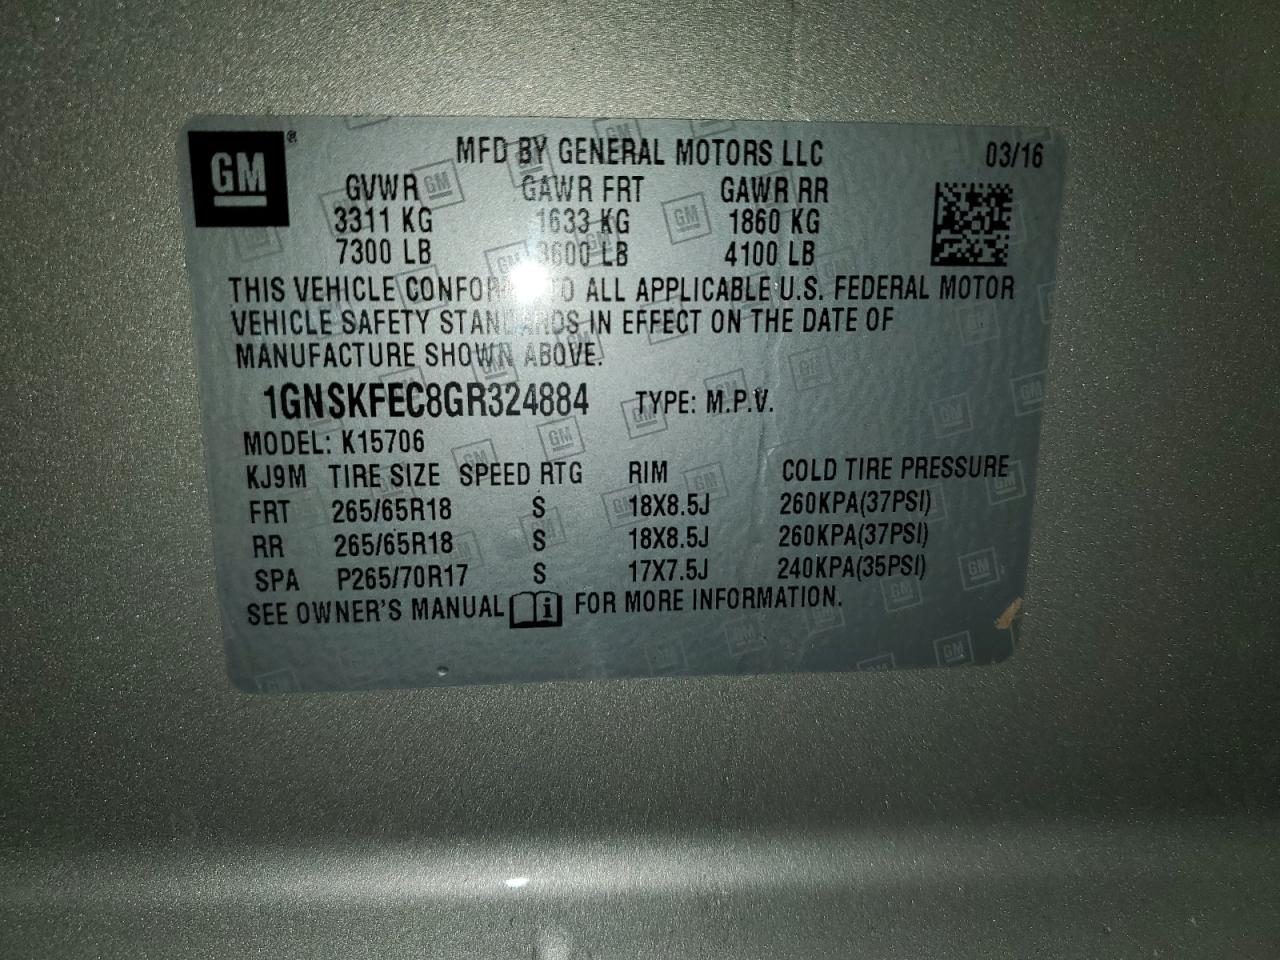 GM ® MFD BY GENERAL MOTORS LLC 03/16
GVWR GAWR FRT GAWR RR
3311 KG 1633 KG 1860 KG
7300 LB 3600 LB 4100 LB
THIS VEHICLE CONFOR TO ALL APPLICABLE U.S. FEDERAL MOTOR
VEHICLE SAFETY STANDARDS IN EFFECT ON THE DATE OF
MANUFACTURE SHOWN ABOVE.
1GNSKFEC8GR324884 TYPE: M.P.V.
MODEL: K15706
KJ9M TIRE SIZE SPEED RTG RIM COLD TIRE PRESSURE
FRT 265/65R18 S 18X8.5J 260KPA(37PSI)
RR 265/65R18 S 18X8.5J 260KPA(37PSI)
SPA P265/70R17 S 17X7.5J 240KPA(35PSI)
SEE OWNER'S MANUAL i FOR MORE INFORMATION.